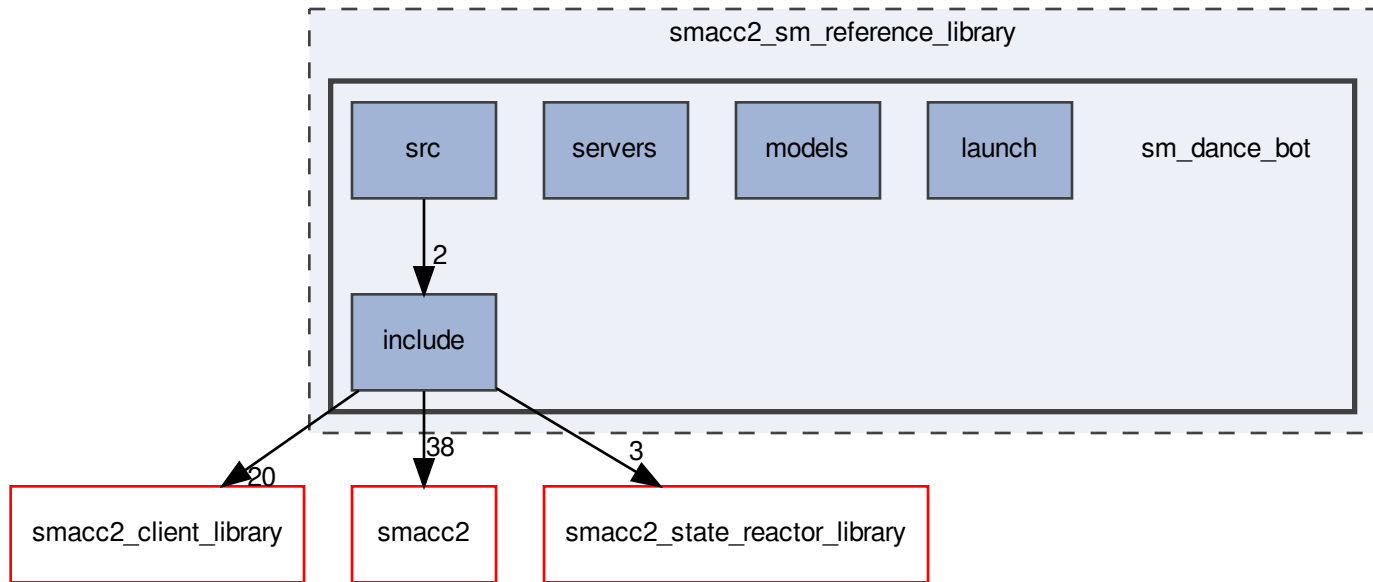 smacc2_sm_reference_library
src
servers
models
launch
sm_dance_bot
2
include
20
38
3
smacc2_client_library
smacc2
smacc2_state_reactor_library